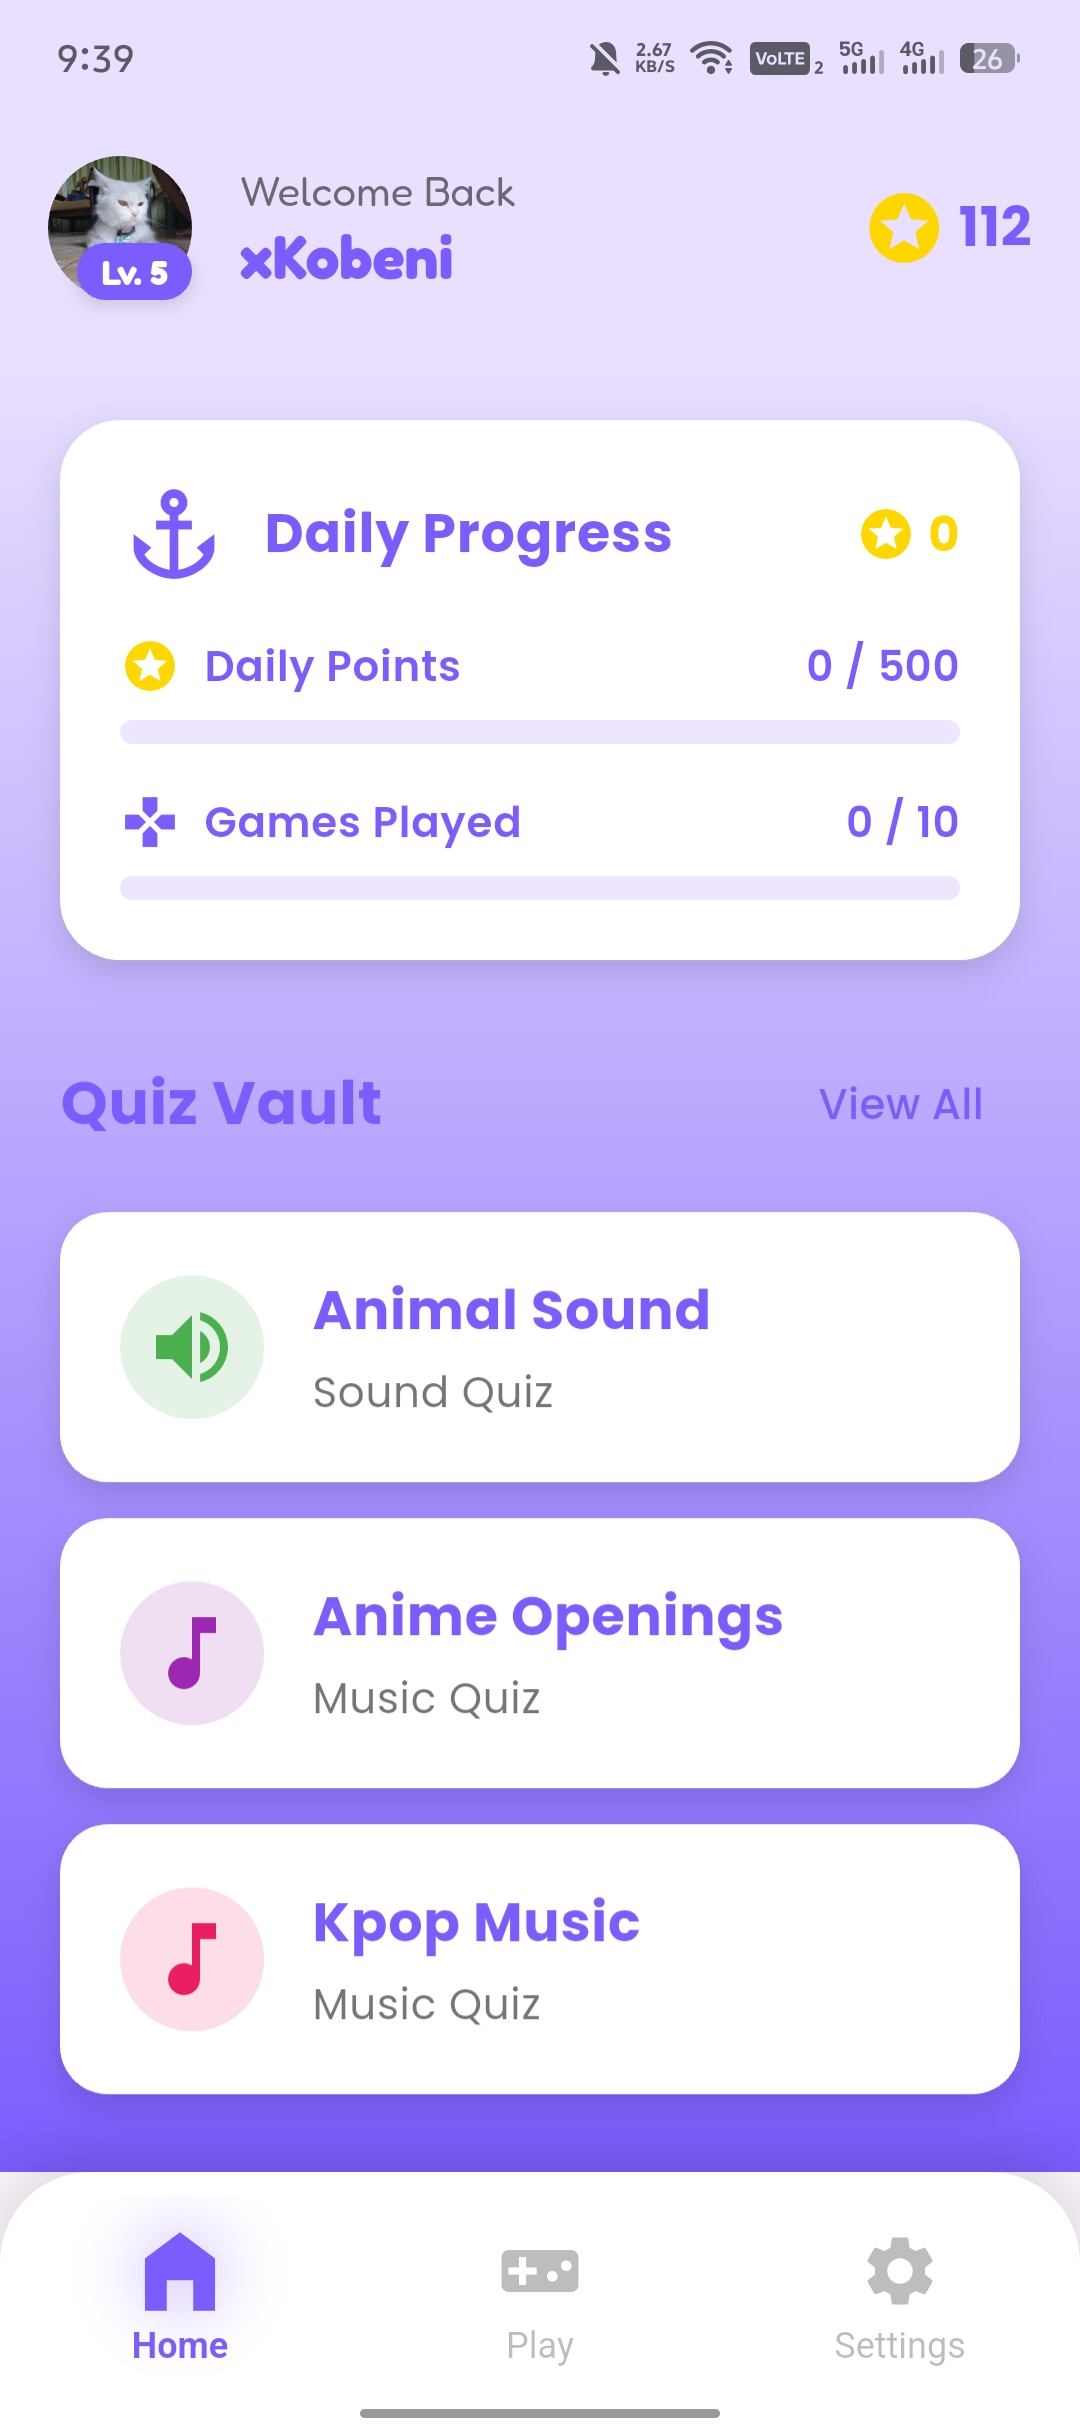 9:39
2.67
KB/S
VoLTE 2
5G
4G
26
Welcome Back
xKobeni
Lv. 5
112
Daily Progress
0
Daily Points
0 / 500
Games Played
0 / 10
Quiz Vault
View All
Animal Sound
Sound Quiz
Anime Openings
Music Quiz
Kpop Music
Music Quiz
Home
Play
Settings